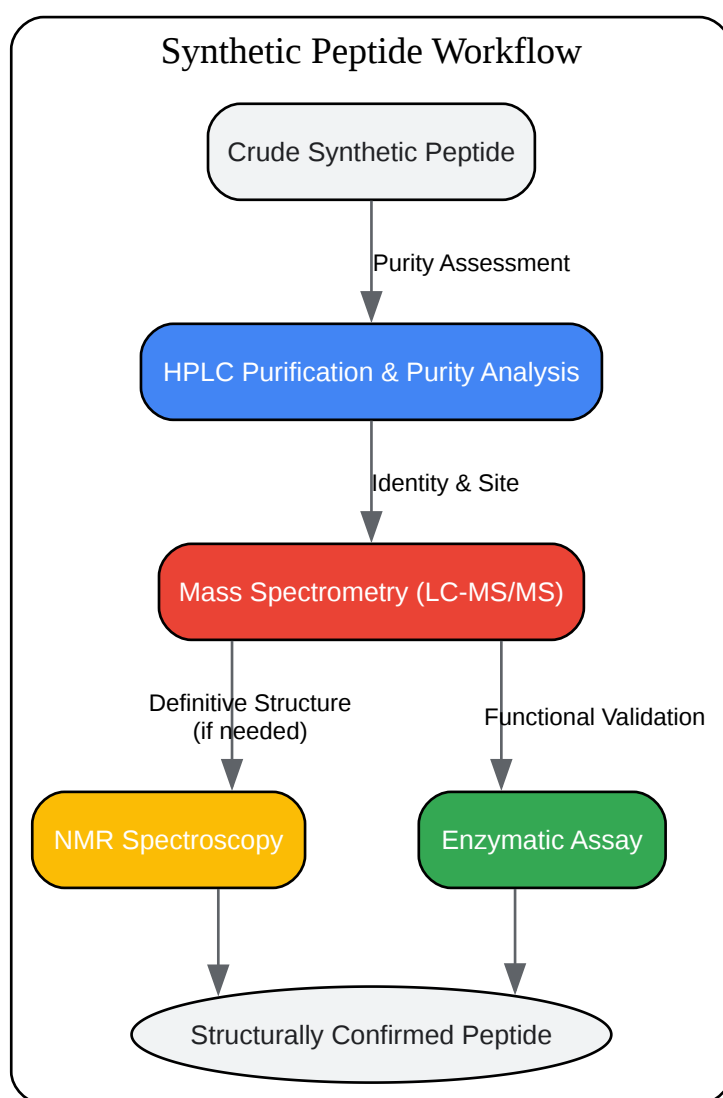 Synthetic Peptide Workflow
Crude Synthetic Peptide
Purity Assessment
HPLC Purification & Purity Analysis
Identity & Site
Mass Spectrometry (LC-MS/MS)
Definitive Structure
(if needed)
Functional Validation
NMR Spectroscopy
Enzymatic Assay
Structurally Confirmed Peptide